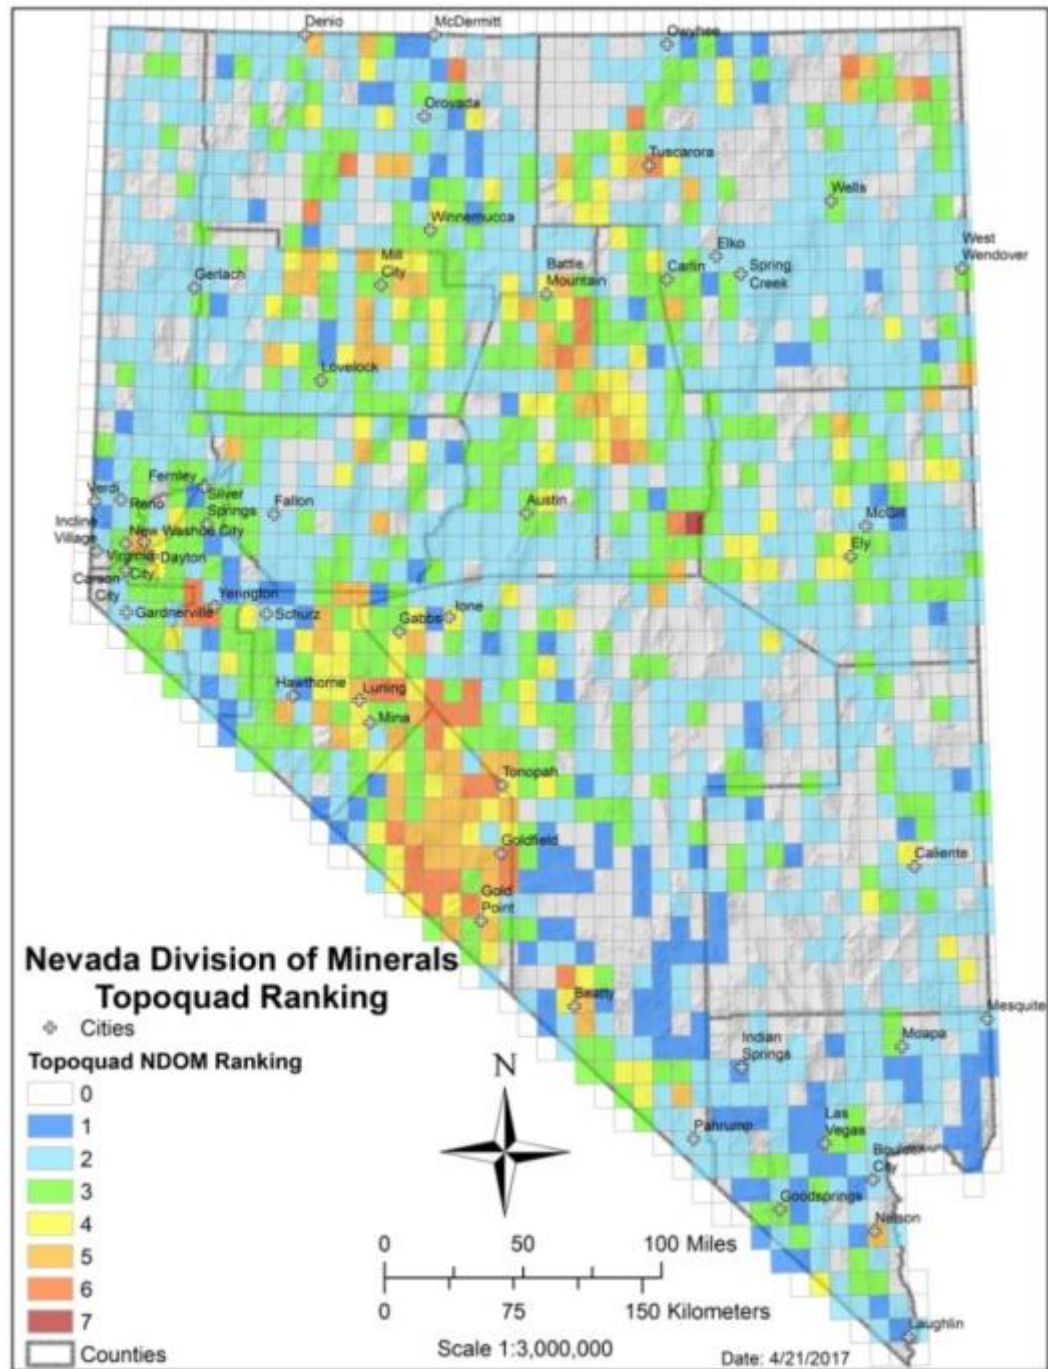 Denio
McDermitt
Owyhee
Orovada
Tuscarora
Wells
Winnemucca
West
Wendover
Elko
Mill
City
Battle
Mountain
Carlin
Spring
Creek
Gerlach
Lovelock
Fernley
Verdi
Reno
Silver
Springs
Fallon
Austin
McGill
Incline
Village
New Washoe City
Ely
Virginia
City
Dayton
Carson
City
Gardnerville
Yerington
Schurz
Gabbs
Ione
Hawthorne
Luning
Mina
Tonopah
Goldfield
Caliente
Gold
Point
Nevada Division of Minerals
Topoquad Ranking
Cities
Topoquad NDOM Ranking
0
1
2
3
4
5
6
7
Counties
Beatty
Mesquite
Indian
Springs
Moapa
N
Pahrump
Las
Vegas
Boulder
City
Goodsprings
Nelson
Laughlin
0 50 100 Miles
0 75 150 Kilometers
Scale 1:3,000,000
Date: 4/21/2017